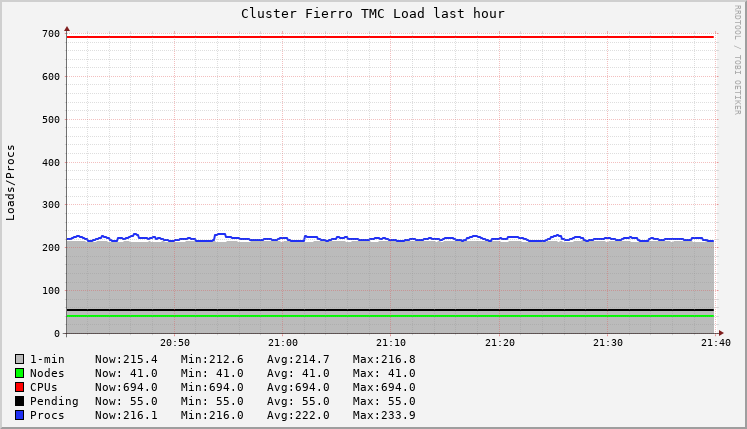 Cluster Fierro TMC Load last hour
RRDTOOL / TOBI OETIKER
Loads/Procs
700
600
500
400
300
200
100
0
20:50 21:00 21:10 21:20 21:30 21:40
1-min Now:215.4 Min:212.6 Avg:214.7 Max:216.8
Nodes Now: 41.0 Min: 41.0 Avg: 41.0 Max: 41.0
CPUs Now:694.0 Min:694.0 Avg:694.0 Max:694.0
Pending Now: 55.0 Min: 55.0 Avg: 55.0 Max: 55.0
Procs Now:216.1 Min:216.0 Avg:222.0 Max:233.9